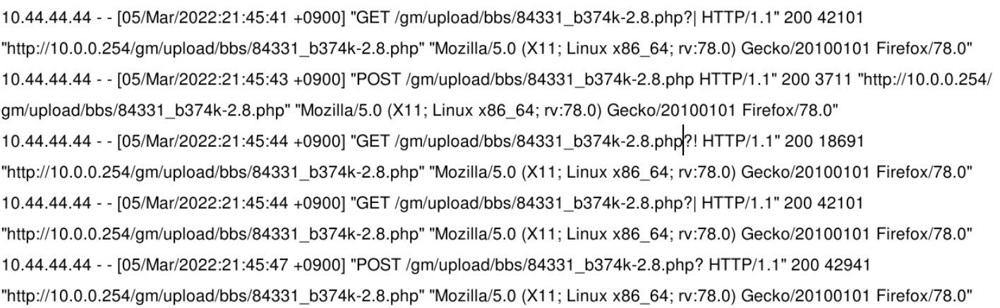 10.44.44.44 - - [05/Mar/2022:21:45:41 +0900] "GET /gm/upload/bbs/84331_b374k-2.8.php?| HTTP/1.1" 200 42101
"http://10.0.0.254/gm/upload/bbs/84331_b374k-2.8.php" "Mozilla/5.0 (X11; Linux x86_64; rv:78.0) Gecko/20100101 Firefox/78.0"
10.44.44.44 - - [05/Mar/2022:21:45:43 +0900] "POST /gm/upload/bbs/84331_b374k-2.8.php HTTP/1.1" 200 3711 "http://10.0.0.254/
gm/upload/bbs/84331_b374k-2.8.php" "Mozilla/5.0 (X11; Linux x86_64; rv:78.0) Gecko/20100101 Firefox/78.0"
10.44.44.44 - - [05/Mar/2022:21:45:44 +0900] "GET /gm/upload/bbs/84331_b374k-2.8.php?! HTTP/1.1" 200 18691
"http://10.0.0.254/gm/upload/bbs/84331_b374k-2.8.php" "Mozilla/5.0 (X11; Linux x86_64; rv:78.0) Gecko/20100101 Firefox/78.0"
10.44.44.44 - - [05/Mar/2022:21:45:44 +0900] "GET /gm/upload/bbs/84331_b374k-2.8.php?| HTTP/1.1" 200 42101
"http://10.0.0.254/gm/upload/bbs/84331_b374k-2.8.php" "Mozilla/5.0 (X11; Linux x86_64; rv:78.0) Gecko/20100101 Firefox/78.0"
10.44.44.44 - - [05/Mar/2022:21:45:47 +0900] "POST /gm/upload/bbs/84331_b374k-2.8.php? HTTP/1.1" 200 42941
"http://10.0.0.254/gm/upload/bbs/84331_b374k-2.8.php" "Mozilla/5.0 (X11; Linux x86_64; rv:78.0) Gecko/20100101 Firefox/78.0"